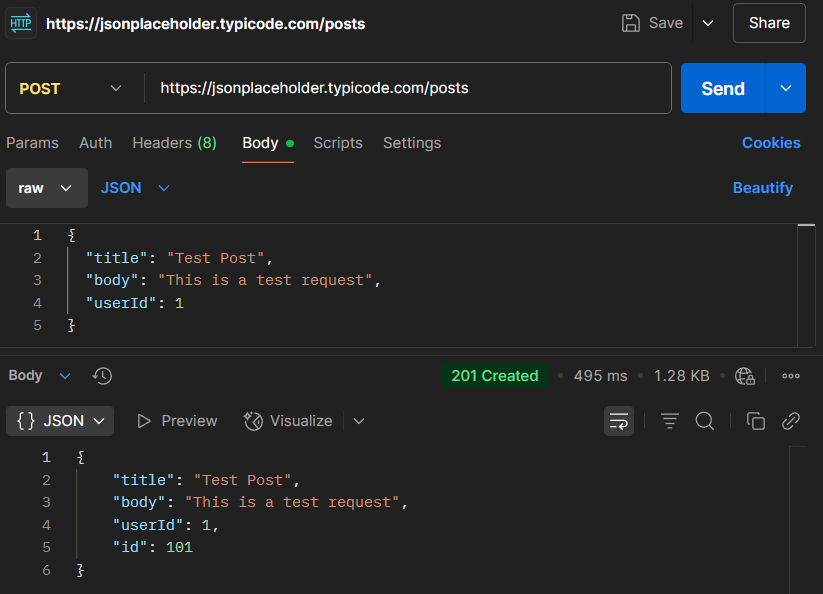 HTTP https://jsonplaceholder.typicode.com/posts Save Share
POST https://jsonplaceholder.typicode.com/posts Send
Params Auth Headers (8) Body Scripts Settings Cookies
raw JSON Beautify
1 {
2 "title": "Test Post",
3 "body": "This is a test request",
4 "userId": 1
5 }
Body 201 Created • 495 ms • 1.28 KB •
{} JSON Preview Visualize
1 {
2 "title": "Test Post",
3 "body": "This is a test request",
4 "userId": 1,
5 "id": 101
6 }